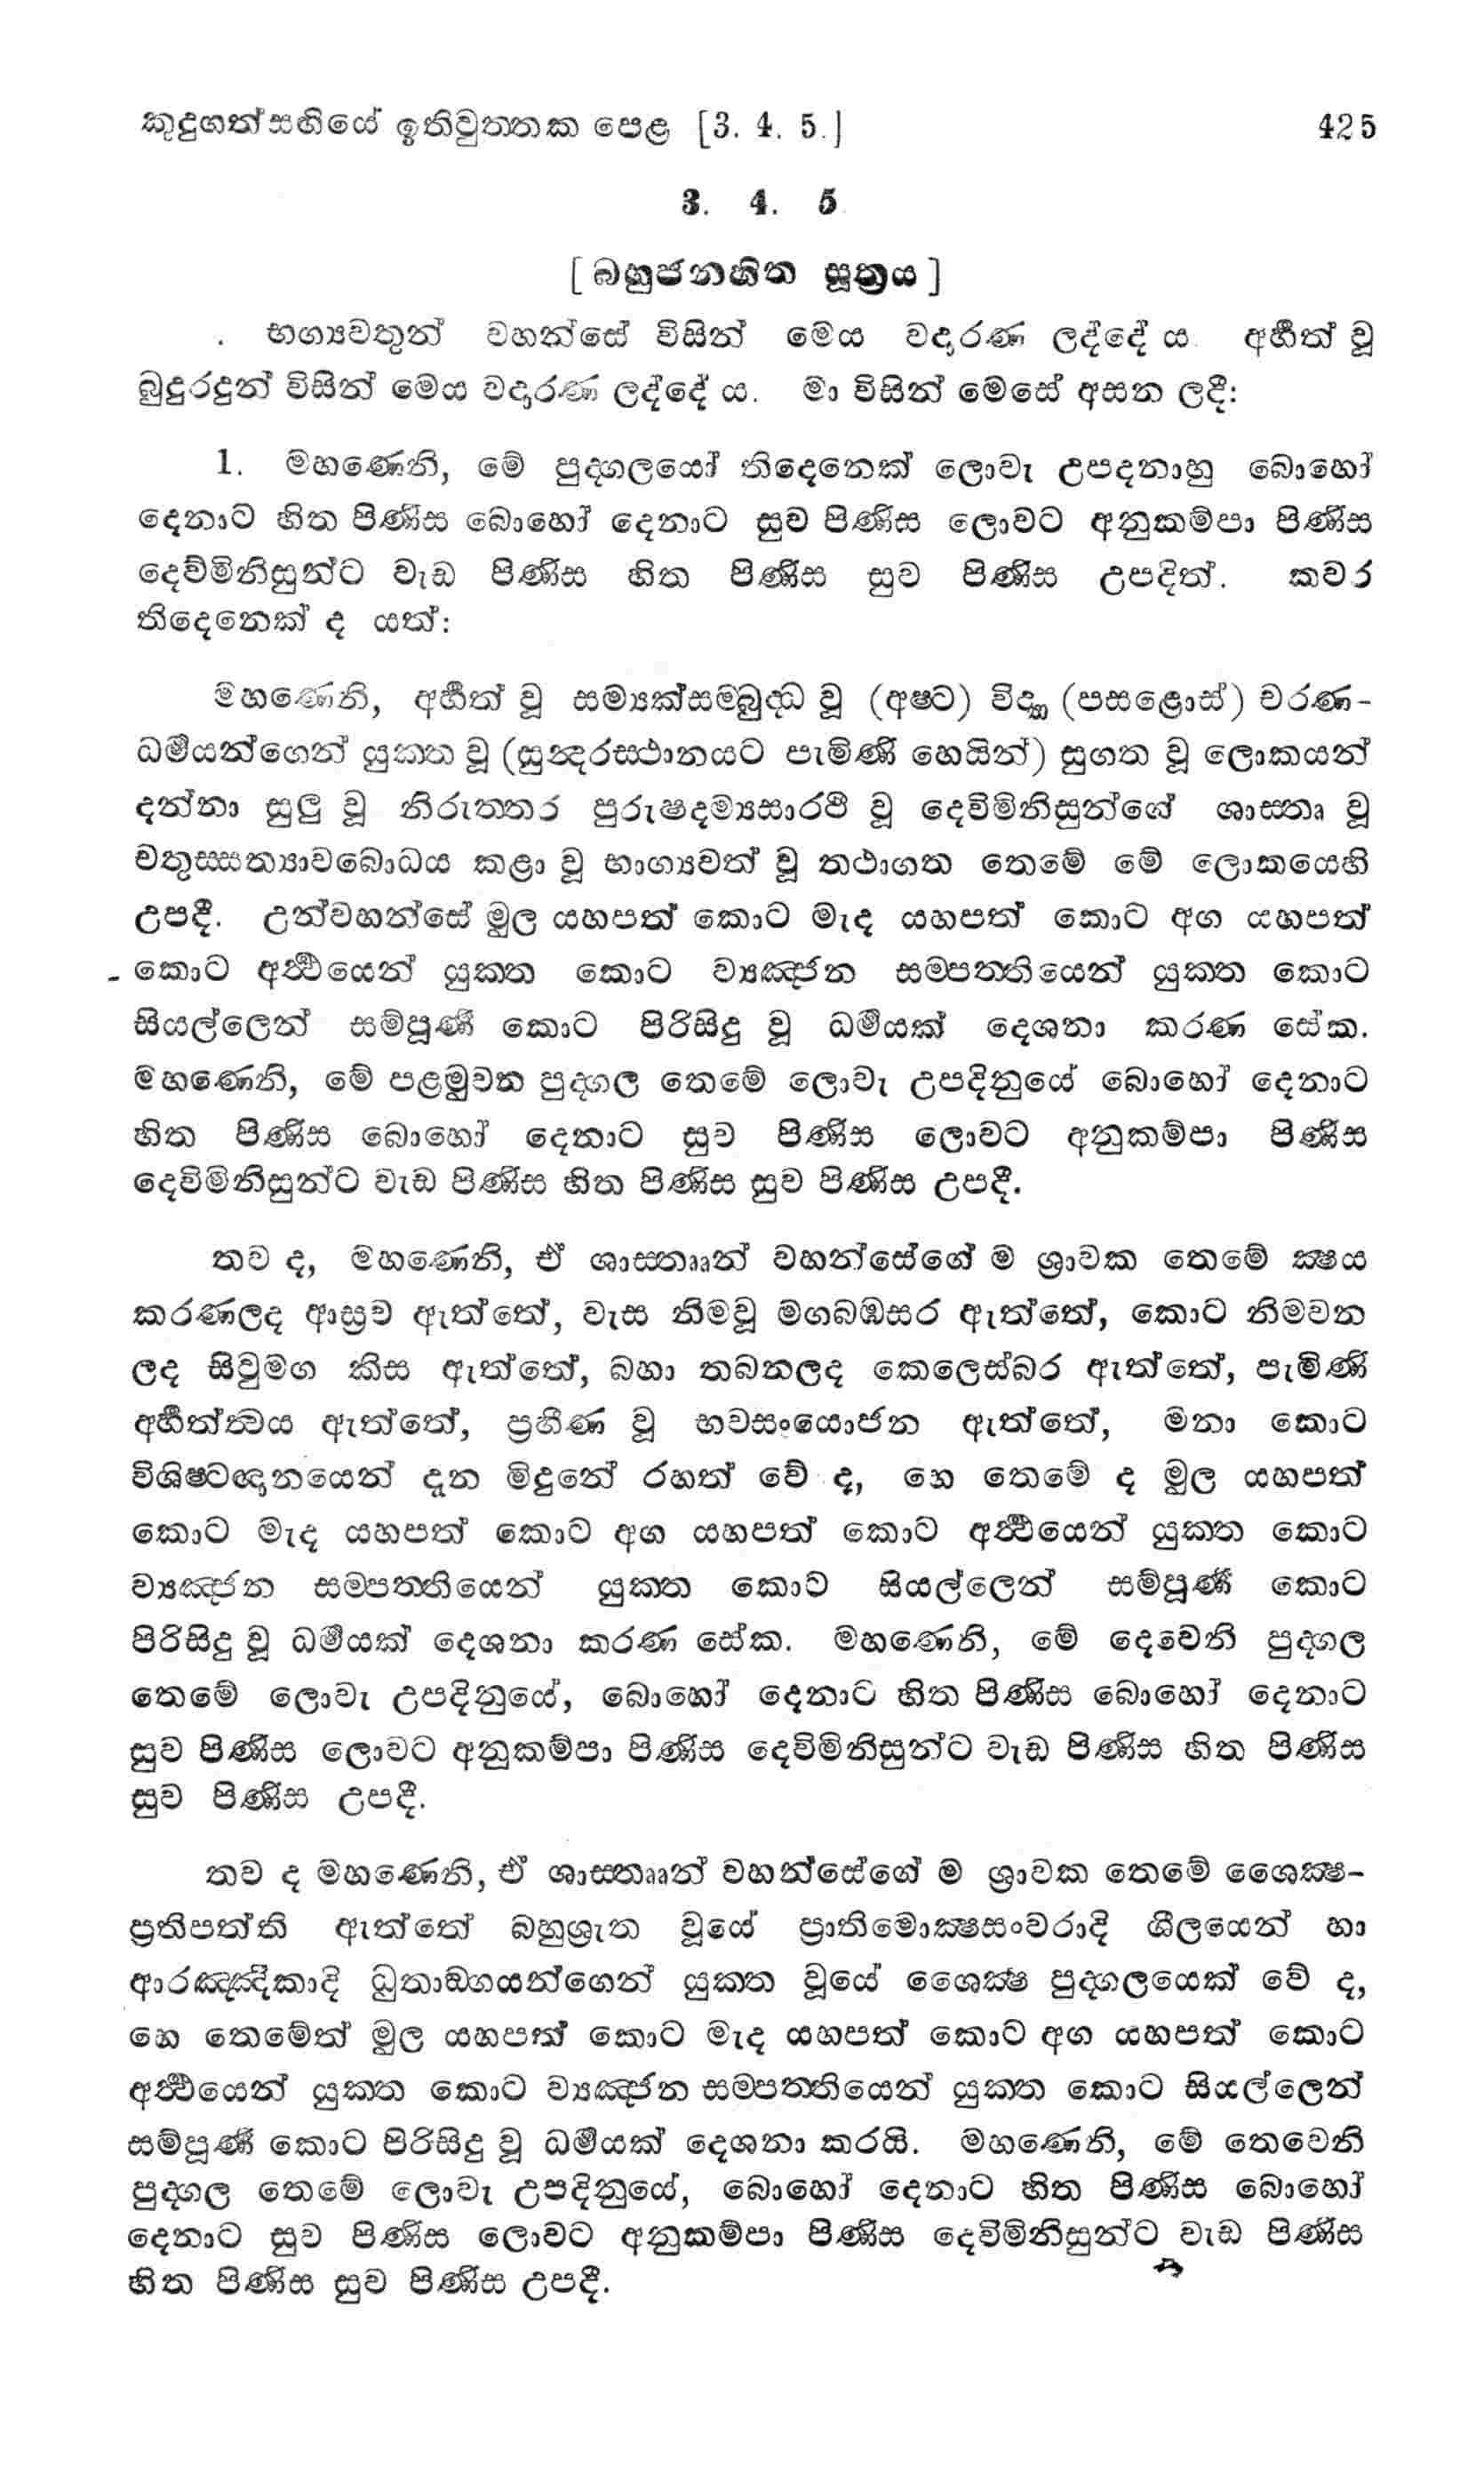 කුදුගත්සඟියේ ඉතිවුත්තක පෙළ [3. 4. 5.] 425
3. 4. 5
[බහුජනහිත සූත්‍රය]
භග්‍යවතුන් වහන්සේ විසින් මෙය වදාරණ ලද්දේ ය. අර්හත් වූ
බුදුරදුන් විසින් මෙය වදාරණ ලද්දේ ය. මා විසින් මෙසේ අසන ලදී:
1. මහණෙනි, මේ පුද්ගලයෝ තිදෙනෙක් ලොවැ උපදනාහු බොහෝ
දෙනාට හිත පිණිස බොහෝ දෙනාට සුව පිණිස ලොවට අනුකම්පා පිණිස
දෙව්මිනිසුන්ට වැඩ පිණිස හිත පිණිස සුව පිණිස උපදිත්. කවර
තිදෙනෙක් ද යත්:
මහණෙනි, අර්හත් වූ සම්‍යක්සම්බුද්ධ වූ (අෂ්ට) විද්‍යා (පසළොස්) චරණ-
ධර්මයන්ගෙන් යුක්ත වූ (සුන්දරස්ථානයට පැමිණි හෙයින්) සුගත වූ ලොකයන්
දන්නා සුලු වූ නිරුත්තර පුරුෂදම්‍යසාරථි වූ දෙව්මිනිසුන්ගේ ශාස්තෘ වූ
චතුස්සත්‍යාවබොධය කළා වූ භාග්‍යවත් වූ තථාගත තෙමේ මේ ලොකයෙහි
උපදී. උන්වහන්සේ මුල යහපත් කොට මැද යහපත් කොට අග යහපත්
කොට අර්ත්‍ථයෙන් යුක්ත කොට ව්‍යඤ්ජන සම්පත්තියෙන් යුක්ත කොට
සියල්ලෙන් සම්පූර්ණ කොට පිරිසිදු වූ ධර්මයක් දෙශනා කරණ සේක.
මහණෙනි, මේ පළමුවන පුද්ගල තෙමේ ලොවැ උපදිනුයේ බොහෝ දෙනාට
හිත පිණිස බොහෝ දෙනාට සුව පිණිස ලොවට අනුකම්පා පිණිස
දෙව්මිනිසුන්ට වැඩ පිණිස හිත පිණිස සුව පිණිස උපදී.
තව ද, මහණෙනි, ඒ ශාස්තෲන් වහන්සේගේ ම ශ්‍රාවක තෙමේ ක්‍ෂය
කරණලද ආස්‍රව ඇත්තේ, වැස නිමවූ මගබඹසර ඇත්තේ, කොට නිමවන
ලද සිවුමග කිස ඇත්තේ, බහා තබනලද කෙලෙස්බර ඇත්තේ, පැමිණි
අර්හත්ත්‍වය ඇත්තේ, ප්‍රහීණ වූ භවසංයොජන ඇත්තේ, මනා කොට
විශිෂ්ටඥානයෙන් දැන මිදුනේ රහත් වේ ද, හෙ තෙමේ ද මුල යහපත්
කොට මැද යහපත් කොට අග යහපත් කොට අර්ත්‍ථයෙන් යුක්ත කොට
ව්‍යඤ්ජන සම්පත්තියෙන් යුක්ත කොට සියල්ලෙන් සම්පූර්ණ කොට
පිරිසිදු වූ ධර්මයක් දෙශනා කරණ සේක. මහණෙනි, මේ දෙවෙනි පුද්ගල
තෙමේ ලොවැ උපදිනුයේ, බොහෝ දෙනාට හිත පිණිස බොහෝ දෙනාට
සුව පිණිස ලොවට අනුකම්පා පිණිස දෙව්මිනිසුන්ට වැඩ පිණිස හිත පිණිස
සුව පිණිස උපදී.
තව ද මහණෙනි, ඒ ශාස්තෲන් වහන්සේගේ ම ශ්‍රාවක තෙමේ ශෛක්‍ෂ-
ප්‍රතිපත්ති ඇත්තේ බහුශ්‍රැත වූයේ ප්‍රාතිමොක්‍ෂසංවරාදි ශීලයෙන් හා
ආරඤ්ඤිකාදි ධුතාඞ්ගයන්ගෙන් යුක්ත වූයේ ශෛක්‍ෂ පුද්ගලයෙක් වේ ද,
හෙ තෙමේත් මුල යහපත් කොට මැද යහපත් කොට අග යහපත් කොට
අර්ත්‍ථයෙන් යුක්ත කොට ව්‍යඤ්ජන සම්පත්තියෙන් යුක්ත කොට සියල්ලෙන්
සම්පූර්ණ කොට පිරිසිදු වූ ධර්මයක් දෙශනා කරයි. මහණෙනි, මේ තෙවෙනි
පුද්ගල තෙමේ ලොවැ උපදිනුයේ, බොහෝ දෙනාට හිත පිණිස බොහෝ
දෙනාට සුව පිණිස ලොවට අනුකම්පා පිණිස දෙව්මිනිසුන්ට වැඩ පිණිස
හිත පිණිස සුව පිණිස උපදී.